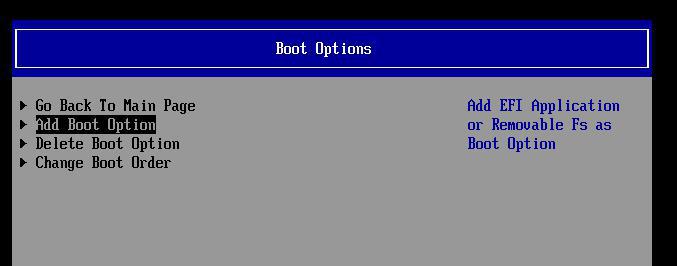 Boot Options
Go Back To Main Page
Add Boot Option
Delete Boot Option
Change Boot Order
Add EFI Application
or Removable Fs as
Boot Option